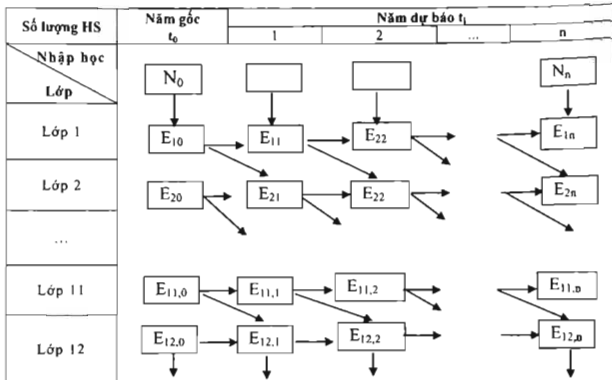 Số lượng HS Năm gốc Năm dự báo tᵢ
t₀ 1 2 ... n
Nhập học
Lớp
N₀ Nₙ
Lớp 1 E₁₀ E₁₁ E₂₂ E₁ₙ
Lớp 2 E₂₀ E₂₁ E₂₂ E₂ₙ
...
Lớp 11 E₁₁,₀ E₁₁,₁ E₁₁,₂ E₁₁,ₙ
Lớp 12 E₁₂,₀ E₁₂,₁ E₁₂,₂ E₁₂,ₙ